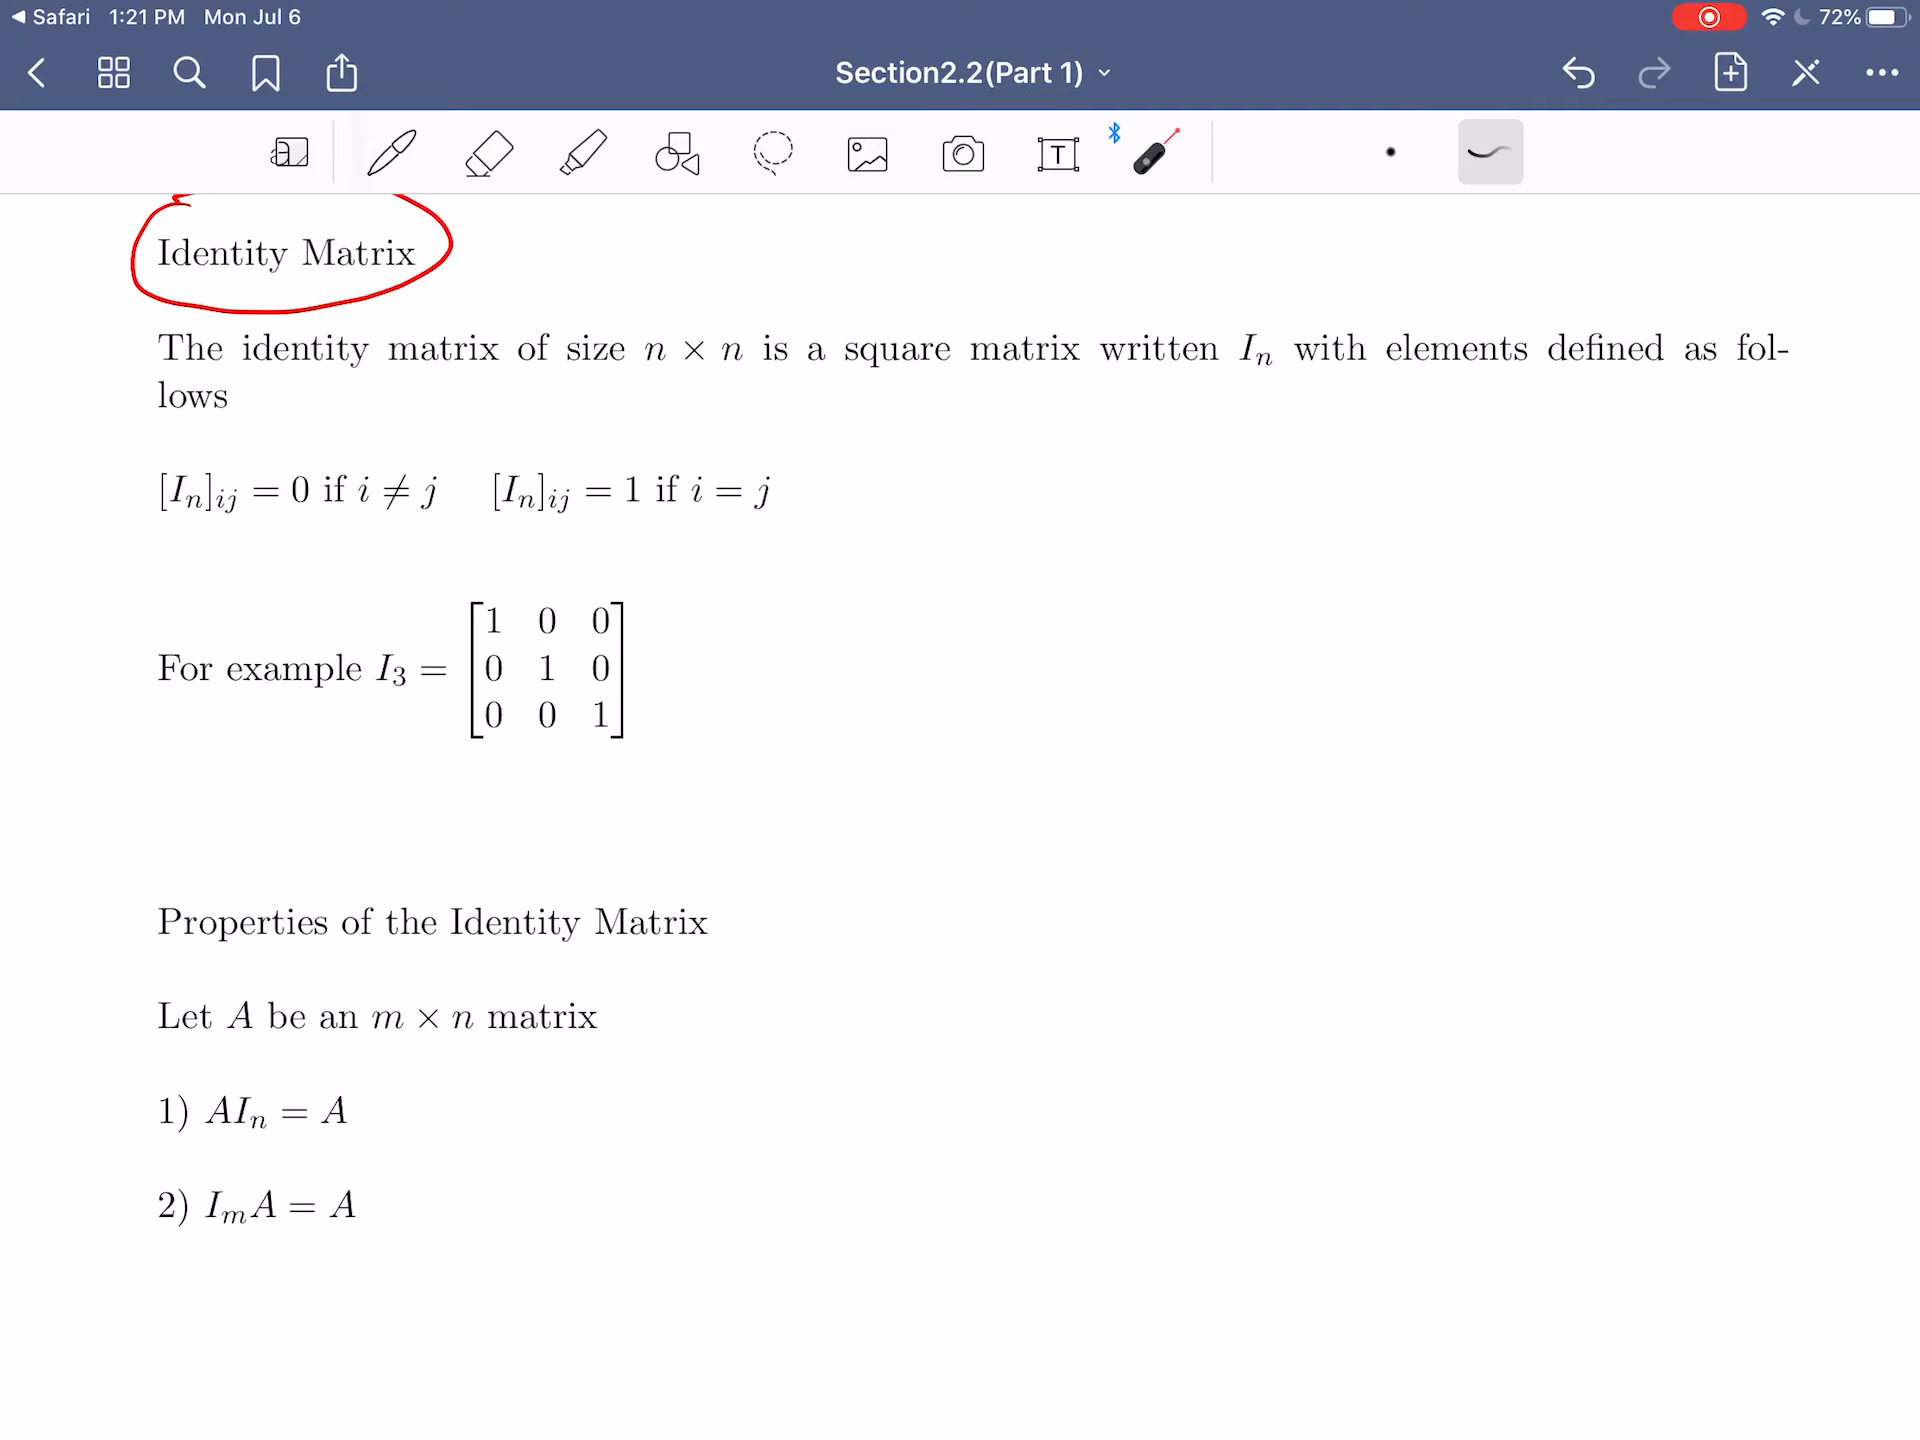 ◀ Safari 1:21 PM Mon Jul 6 72%
Section2.2(Part 1)
a T
Identity Matrix
The identity matrix of size n × n is a square matrix written Iₙ with elements defined as fol-
lows
[Iₙ]ᵢⱼ = 0 if i ≠ j [Iₙ]ᵢⱼ = 1 if i = j
For example I₃ = 
[1 0 0]
[0 1 0]
[0 0 1]
Properties of the Identity Matrix
Let A be an m × n matrix
1) AIₙ = A
2) IₘA = A